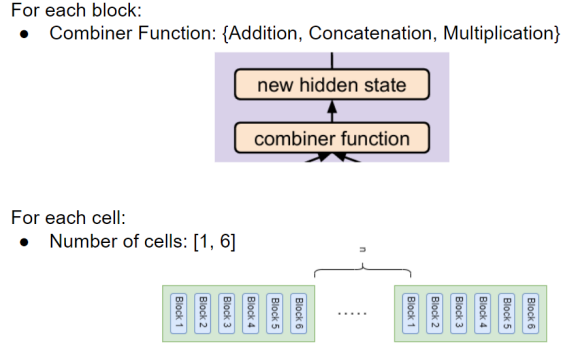 For each block:
● Combiner Function: {Addition, Concatenation, Multiplication}
new hidden state
combiner function
For each cell:
● Number of cells: [1, 6]
n
Block 1
Block 2
Block 3
Block 4
Block 5
Block 6
.....
Block 1
Block 2
Block 3
Block 4
Block 5
Block 6